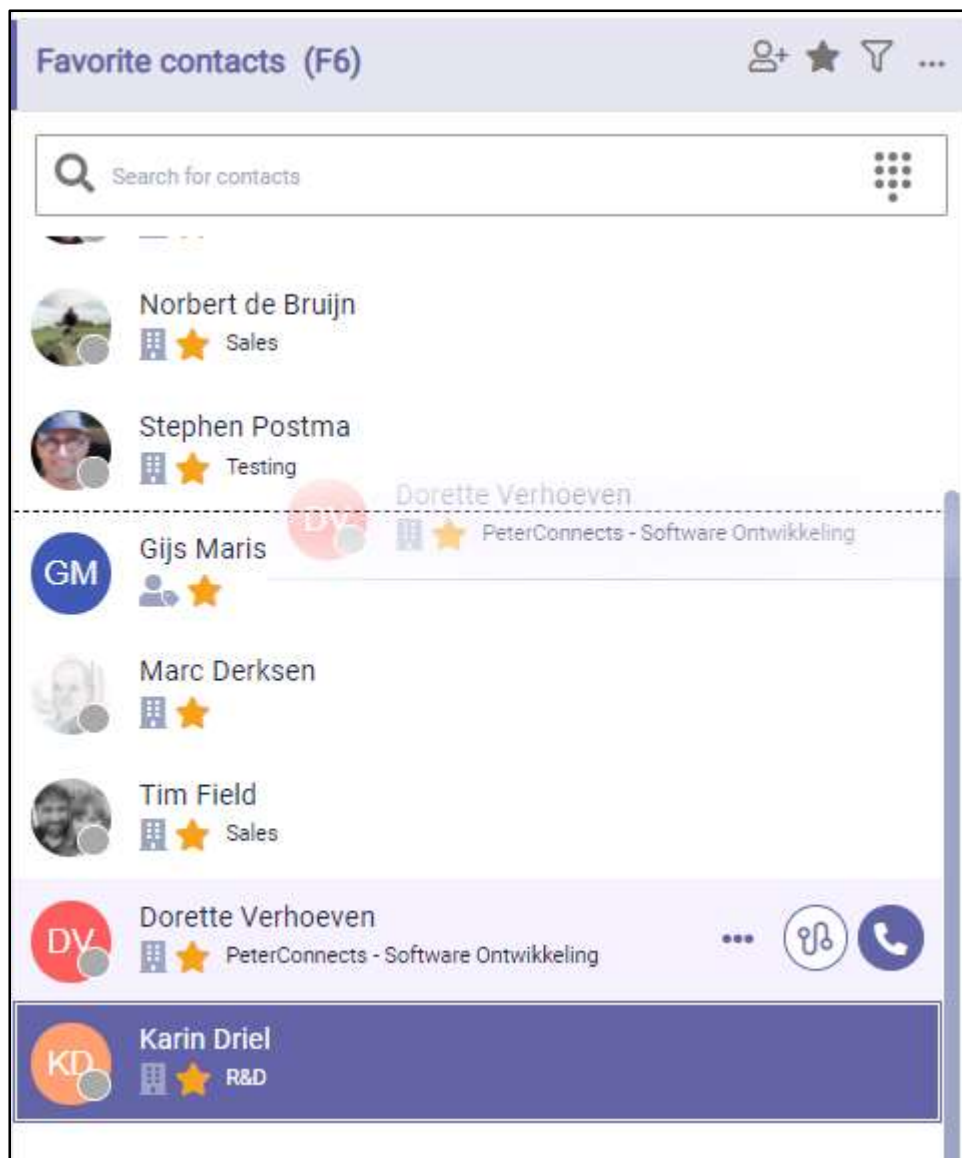 Favorite contacts (F6)
Search for contacts
Norbert de Bruijn
Sales
Stephen Postma
Testing
Dorette Verhoeven
DV
PeterConnects - Software Ontwikkeling
Gijs Maris
GM
Marc Derksen
Tim Field
Sales
Dorette Verhoeven
DV
PeterConnects - Software Ontwikkeling
Karin Driel
KD
R&D